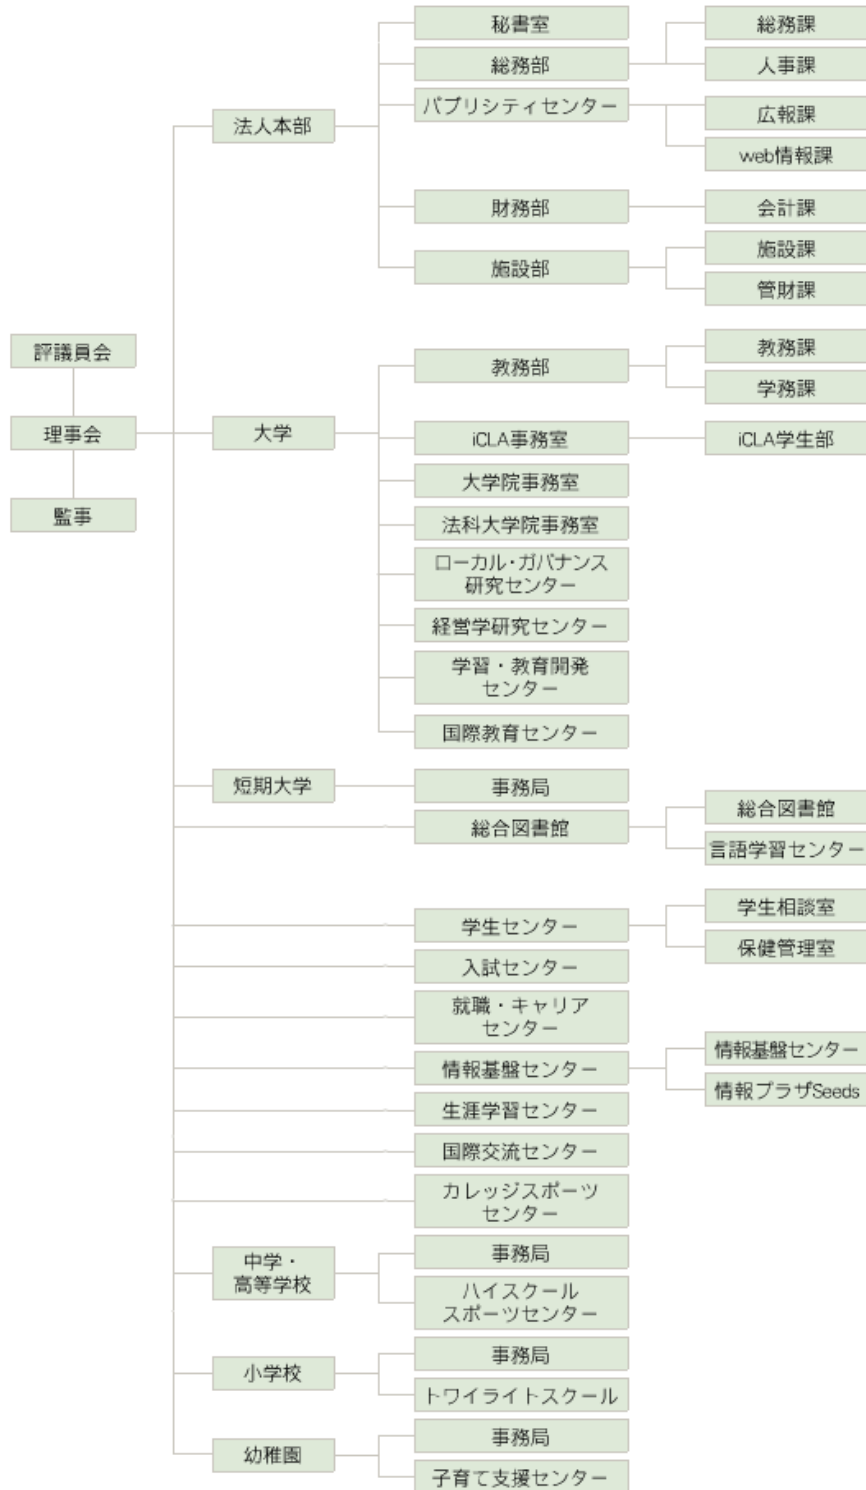 秘書室
総務課
総務部
人事課
パブリシティセンター
広報課
法人本部
web情報課
財務部
会計課
施設課
施設部
管財課
評議員会
教務課
教務部
学務課
理事会
大学
iCLA事務室
iCLA学生部
大学院事務室
監事
法科大学院事務室
ローカル・ガバナンス
研究センター
経営学研究センター
学習・教育開発
センター
国際教育センター
短期大学
事務局
総合図書館
総合図書館
言語学習センター
学生相談室
学生センター
保健管理室
入試センター
就職・キャリア
センター
情報基盤センター
情報基盤センター
情報プラザSeeds
生涯学習センター
国際交流センター
カレッジスポーツ
センター
中学・
高等学校
事務局
ハイスクール
スポーツセンター
小学校
事務局
トワイライトスクール
幼稚園
事務局
子育て支援センター